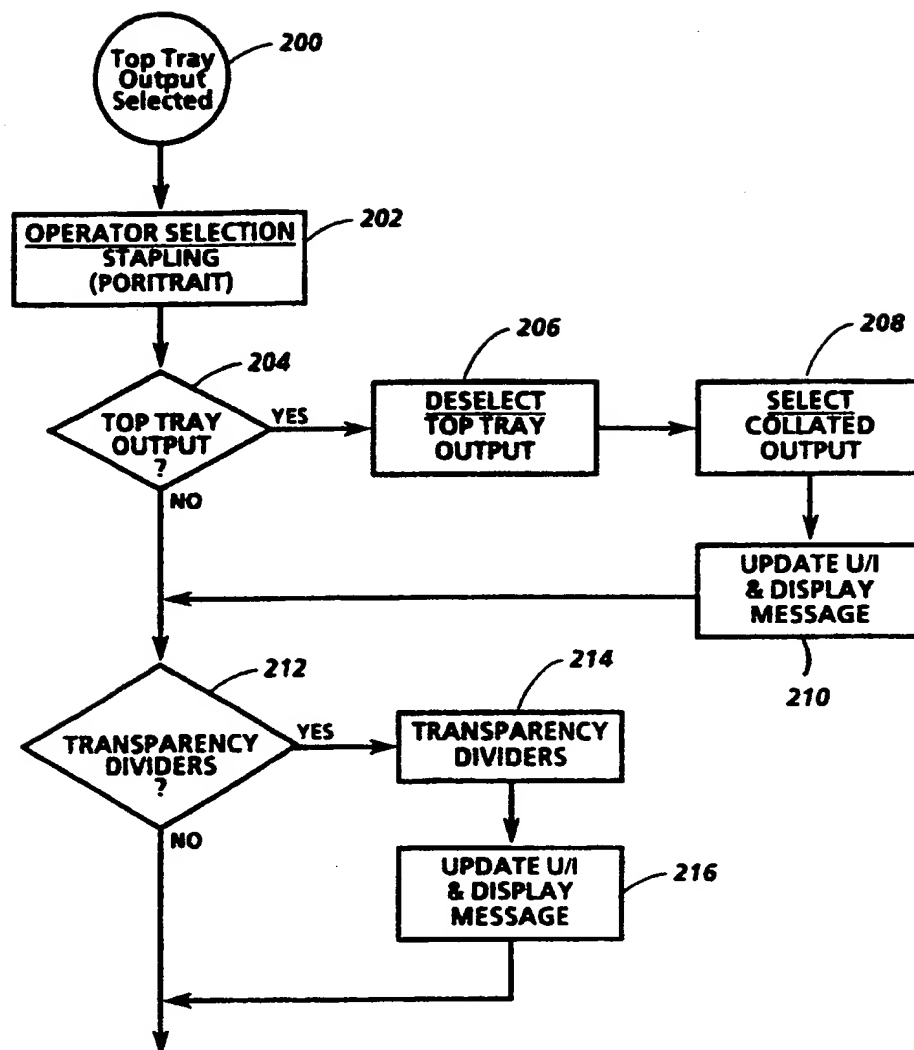 200
Top Tray
Output
Selected
202
OPERATOR SELECTION
STAPLING
(PORITRAIT)
204
TOP TRAY
OUTPUT
?
YES
NO
206
DESELECT
TOP TRAY
OUTPUT
208
SELECT
COLLATED
OUTPUT
UPDATE U/I
& DISPLAY
MESSAGE
210
212
TRANSPARENCY
DIVIDERS
?
YES
NO
214
TRANSPARENCY
DIVIDERS
UPDATE U/I
& DISPLAY
MESSAGE
216